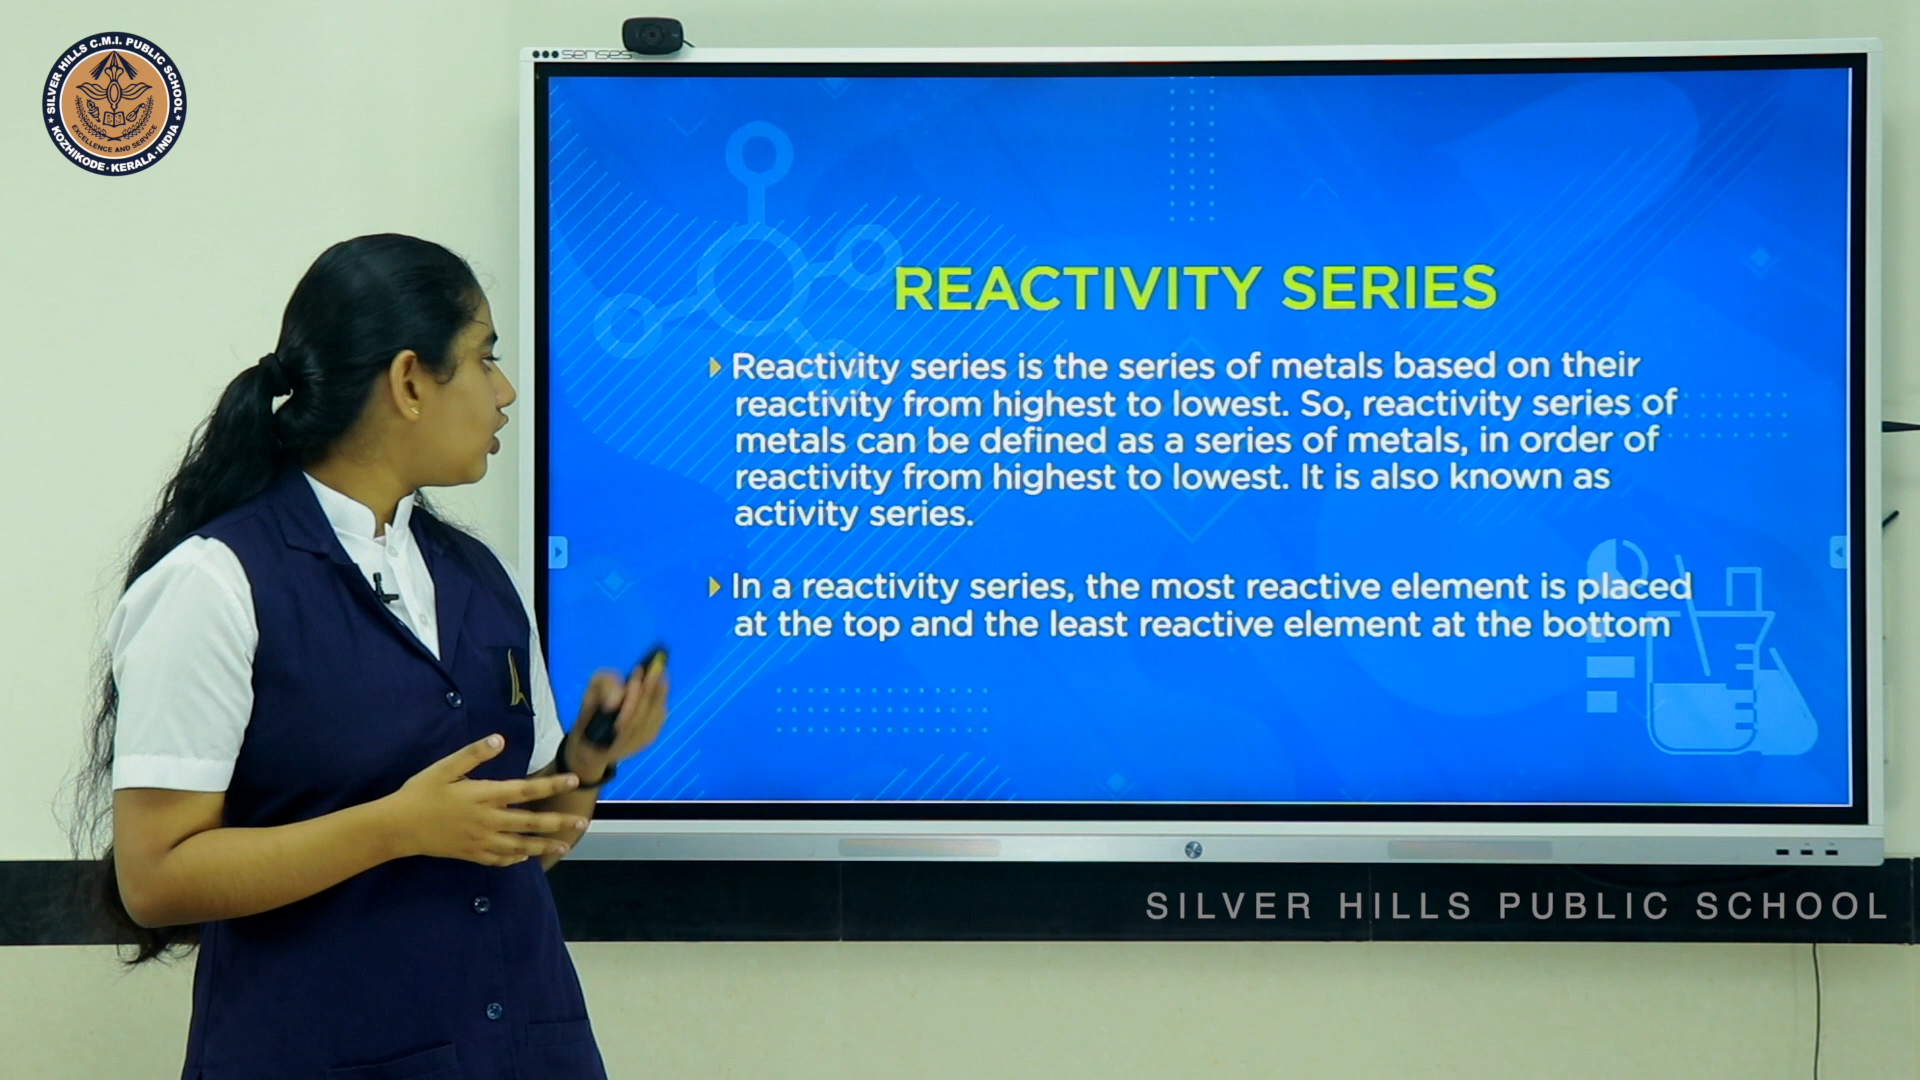 SILVER HILLS C.M.I. PUBLIC SCHOOL
EXCELLENCE AND SERVICE
KOZHIKODE · KERALA · INDIA
senses
REACTIVITY SERIES
Reactivity series is the series of metals based on their
reactivity from highest to lowest. So, reactivity series of
metals can be defined as a series of metals, in order of
reactivity from highest to lowest. It is also known as
activity series.
In a reactivity series, the most reactive element is placed
at the top and the least reactive element at the bottom
SILVER HILLS PUBLIC SCHOOL